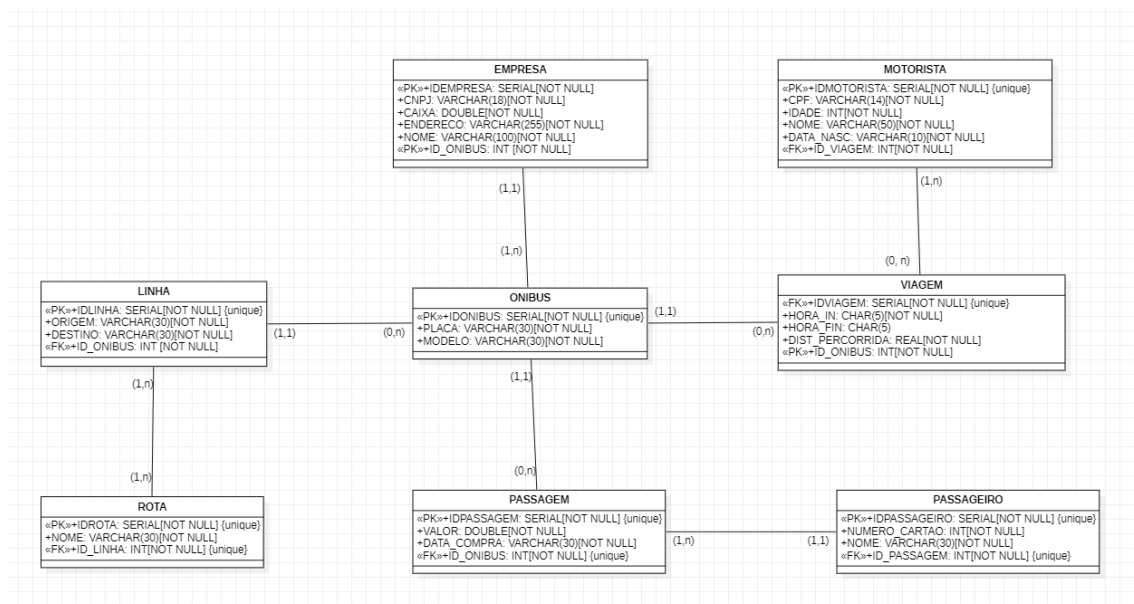 EMPRESA
«PK»+IDEMPRESA: SERIAL[NOT NULL]
+CNPJ: VARCHAR(18)[NOT NULL]
+CAIXA: DOUBLE[NOT NULL]
+ENDERECO: VARCHAR(255)[NOT NULL]
+NOME: VARCHAR(100)[NOT NULL]
«PK»+ID_ONIBUS: INT [NOT NULL]
MOTORISTA
«PK»+IDMOTORISTA: SERIAL[NOT NULL] {unique}
+CPF: VARCHAR(14)[NOT NULL]
+IDADE: INT[NOT NULL]
+NOME: VARCHAR(50)[NOT NULL]
+DATA_NASC: VARCHAR(10)[NOT NULL]
«FK»+ID_VIAGEM: INT[NOT NULL]
(1,1)
(1,n)
(1,n)
(0, n)
LINHA
«PK»+IDLINHA: SERIAL[NOT NULL] {unique}
+ORIGEM: VARCHAR(30)[NOT NULL]
+DESTINO: VARCHAR(30)[NOT NULL]
«FK»+ID_ONIBUS: INT [NOT NULL]
(1,1)
(0,n)
ONIBUS
«PK»+IDONIBUS: SERIAL[NOT NULL] {unique}
+PLACA: VARCHAR(30)[NOT NULL]
+MODELO: VARCHAR(30)[NOT NULL]
(1,1)
(0,n)
VIAGEM
«FK»+IDVIAGEM: SERIAL[NOT NULL] {unique}
+HORA_IN: CHAR(5)[NOT NULL]
+HORA_FIN: CHAR(5)
+DIST_PERCORRIDA: REAL[NOT NULL]
«PK»+ID_ONIBUS: INT[NOT NULL]
(1,n)
(1,1)
(1,n)
(0,n)
ROTA
«PK»+IDROTA: SERIAL[NOT NULL] {unique}
+NOME: VARCHAR(30)[NOT NULL]
«FK»+ID_LINHA: INT[NOT NULL] {unique}
PASSAGEM
«PK»+IDPASSAGEM: SERIAL[NOT NULL] {unique}
+VALOR: DOUBLE[NOT NULL]
+DATA_COMPRA: VARCHAR(30)[NOT NULL]
«FK»+ID_ONIBUS: INT[NOT NULL] {unique}
(1,n)
(1,1)
PASSAGEIRO
«PK»+IDPASSAGEIRO: SERIAL[NOT NULL] {unique}
+NUMERO_CARTAO: INT[NOT NULL]
+NOME: VARCHAR(30)[NOT NULL]
«FK»+ID_PASSAGEM: INT[NOT NULL] {unique}